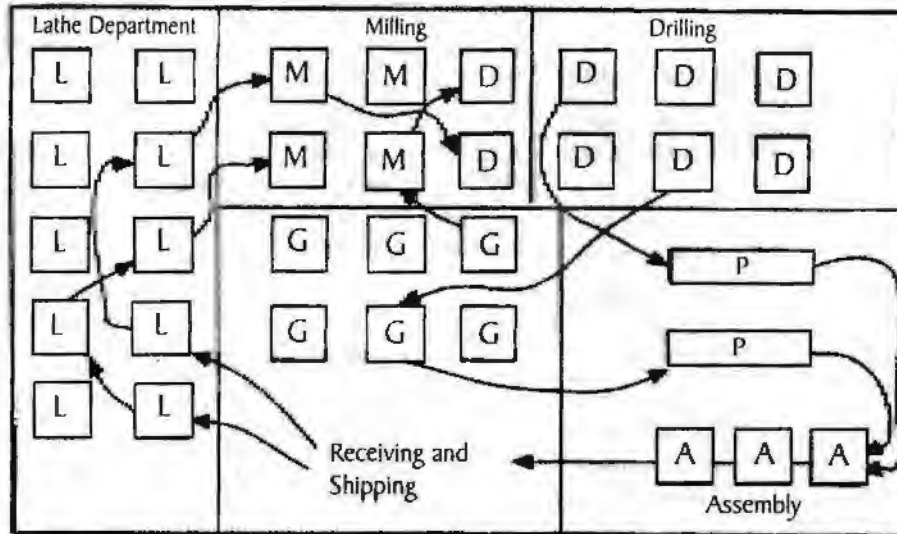 Lathe Department Milling Drilling
L L M M D D D D
L L M M D D D D
L L G G G P
L L G G G P
L L
Receiving and
Shipping
A A A
Assembly